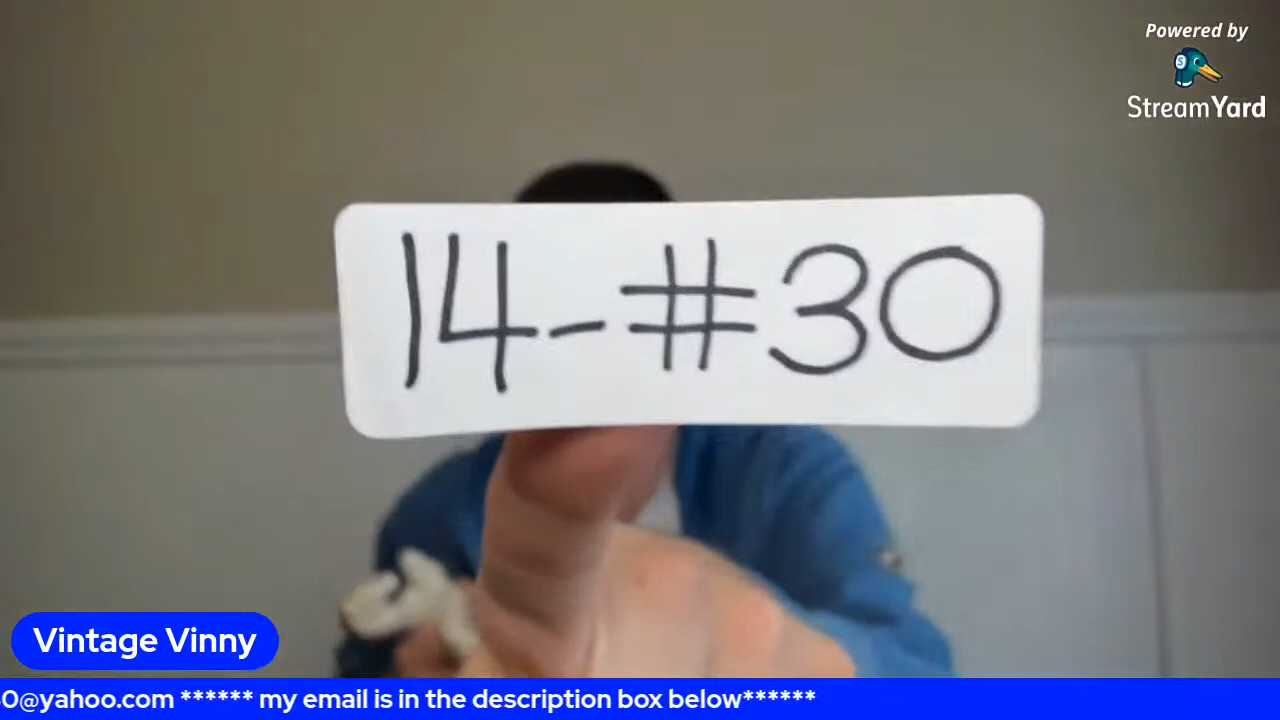 Powered by
StreamYard
14-#30
Vintage Vinny
0@yahoo.com ****** my email is in the description box below******